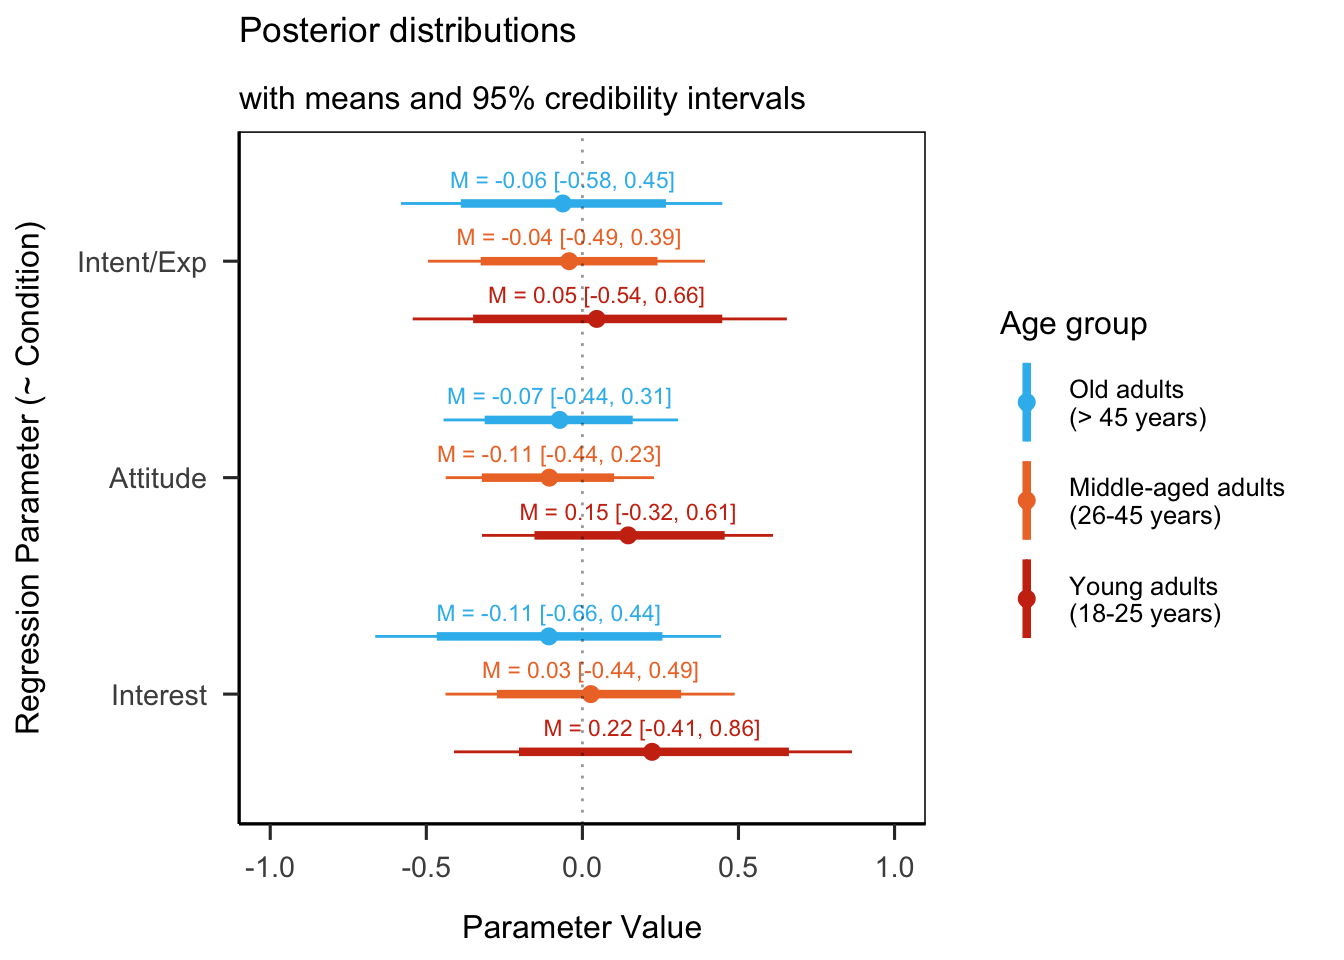 Posterior distributions
with means and 95% credibility intervals
Regression Parameter (~ Condition)
Intent/Exp
M = -0.06 [-0.58, 0.45]
M = -0.04 [-0.49, 0.39]
M = 0.05 [-0.54, 0.66]
Attitude
M = -0.07 [-0.44, 0.31]
M = -0.11 [-0.44, 0.23]
M = 0.15 [-0.32, 0.61]
Interest
M = -0.11 [-0.66, 0.44]
M = 0.03 [-0.44, 0.49]
M = 0.22 [-0.41, 0.86]
-1.0 -0.5 0.0 0.5 1.0
Parameter Value
Age group
Old adults
(> 45 years)
Middle-aged adults
(26-45 years)
Young adults
(18-25 years)